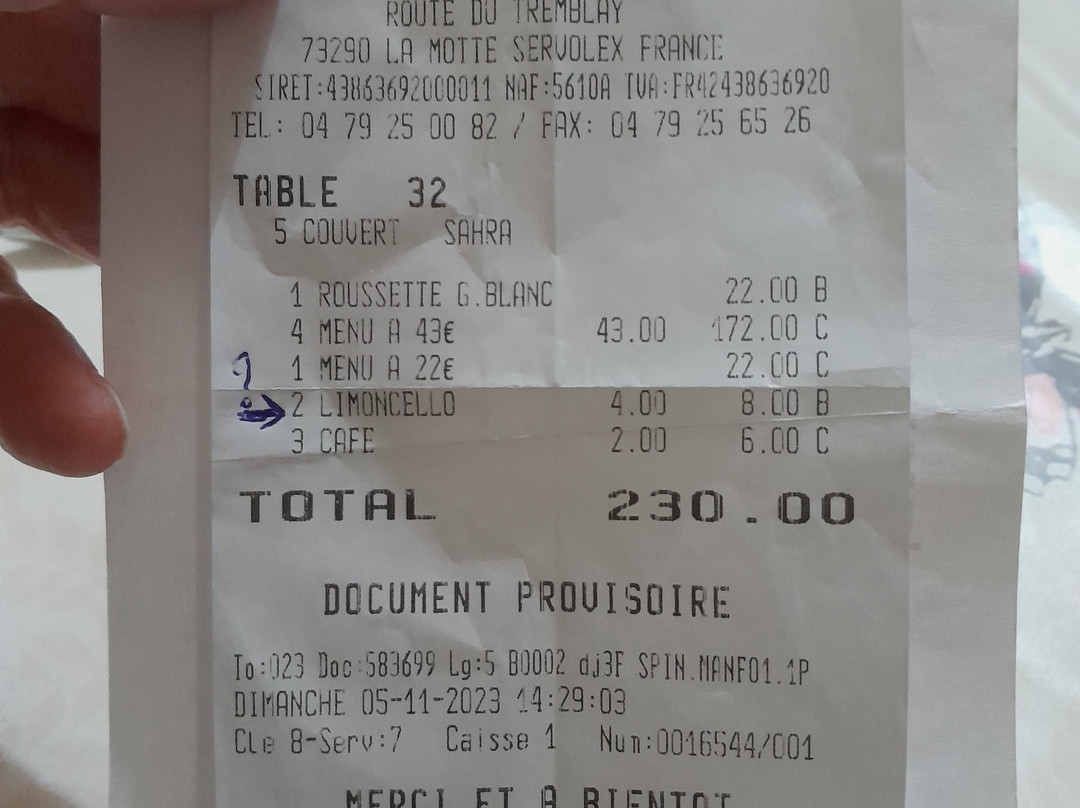 ROUTE DU TREMBLAY
73290 LA MOTTE SERVOLEX FRANCE
SIRET:43863692000011 NAF:5610A TVA:FR42438636920
TEL: 04 79 25 00 82 / FAX: 04 79 25 65 26
TABLE 32
5 COUVERT SAHRA
1 ROUSSETTE G.BLANC 22.00 B
4 MENU A 43€ 43.00 172.00 C
1 MENU A 22€ 22.00 C
? → 2 LIMONCELLO 4.00 8.00 B
3 CAFE 2.00 6.00 C
TOTAL 230.00
DOCUMENT PROVISOIRE
To:023 Doc:583699 Lg:5 B0002 dj3F SPIN.MANF01.1P
DIMANCHE 05-11-2023 14:29:03
Cle 8-Serv:7 Caisse 1 Num:0016544/001
MERCI ET A BIENTOT